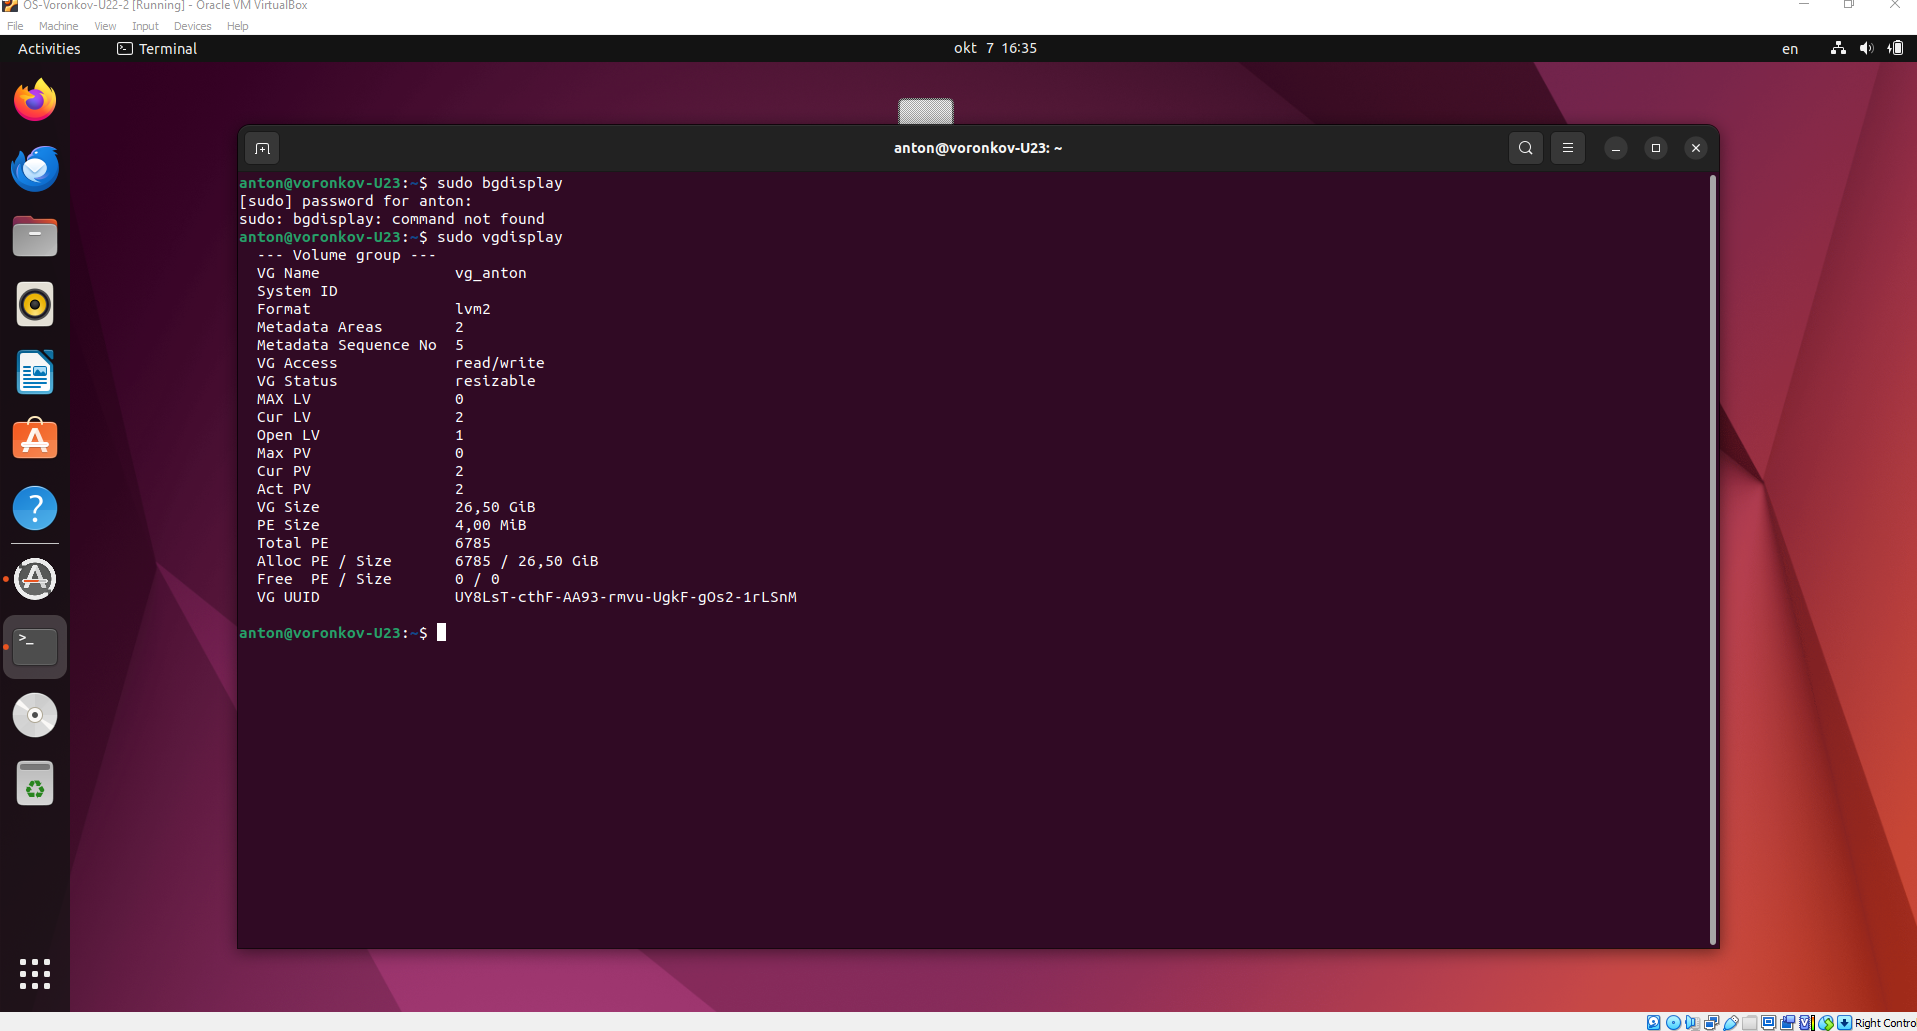 OS-Voronkov-U22-2 [Running] - Oracle VM VirtualBox
File Machine View Input Devices Help
Activities Terminal okt 7 16:35 en
anton@voronkov-U23: ~
anton@voronkov-U23:~$ sudo bgdisplay
[sudo] password for anton:
sudo: bgdisplay: command not found
anton@voronkov-U23:~$ sudo vgdisplay
--- Volume group ---
VG Name vg_anton
System ID
Format lvm2
Metadata Areas 2
Metadata Sequence No 5
VG Access read/write
VG Status resizable
MAX LV 0
Cur LV 2
Open LV 1
Max PV 0
Cur PV 2
Act PV 2
VG Size 26,50 GiB
PE Size 4,00 MiB
Total PE 6785
Alloc PE / Size 6785 / 26,50 GiB
Free PE / Size 0 / 0
VG UUID UY8LsT-cthF-AA93-rmvu-UgkF-gOs2-1rLSnM
anton@voronkov-U23:~$
Right Contro